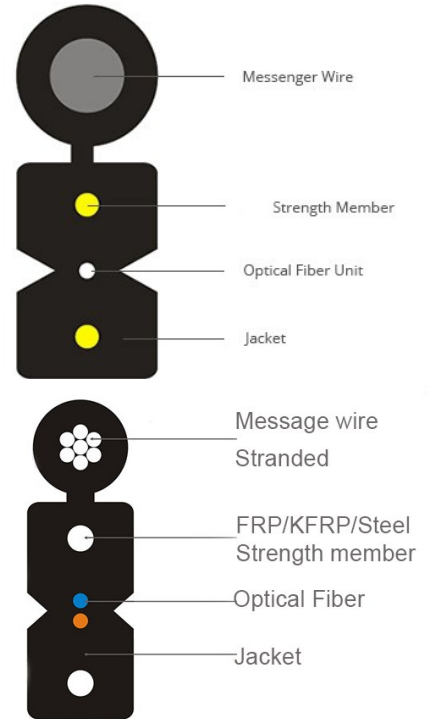 Messenger Wire
Strength Member
Optical Fiber Unit
Jacket
Message wire
Stranded
FRP/KFRP/Steel
Strength member
Optical Fiber
Jacket